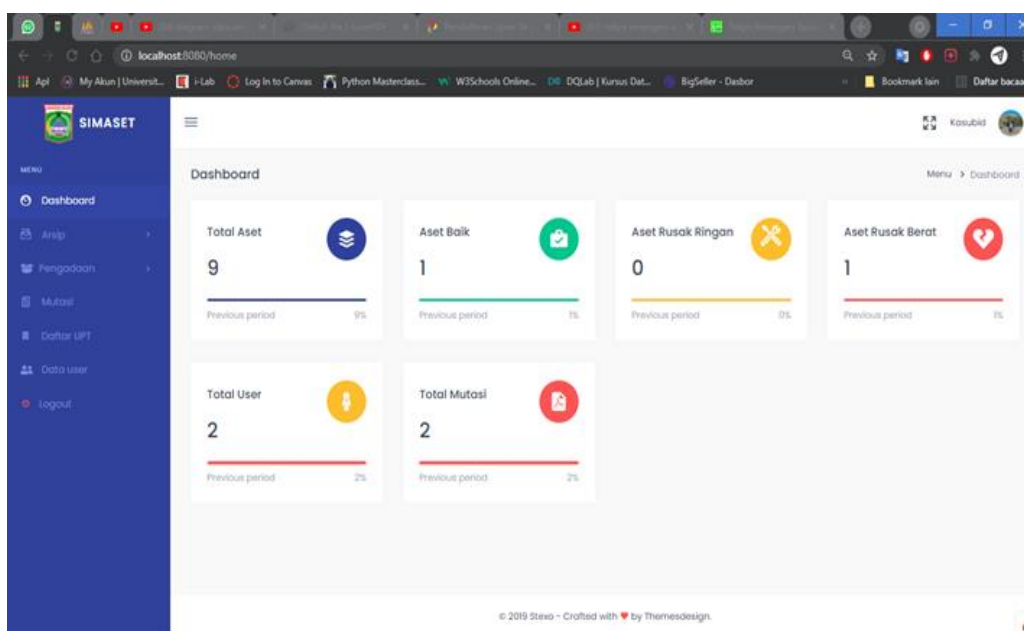 localhost:8080/home
Apl My Akun | Universit... i-Lab Log In to Canvas Python Masterclass... W3Schools Online... DQLab | Kursus Dat... BigSeller - Dasbor Bookmark lain Daftar bacaa
SIMASET
Kasubid
MENU
Dashboard
Menu > Dashboard
Dashboard
Arsip
Pengadaan
Mutasi
Daftar UPT
Data user
Logout
Total Aset
9
Previous period 9%
Aset Baik
1
Previous period 1%
Aset Rusak Ringan
0
Previous period 0%
Aset Rusak Berat
1
Previous period 1%
Total User
2
Previous period 2%
Total Mutasi
2
Previous period 2%
© 2019 Stexo - Crafted with ❤ by Themesdesign.